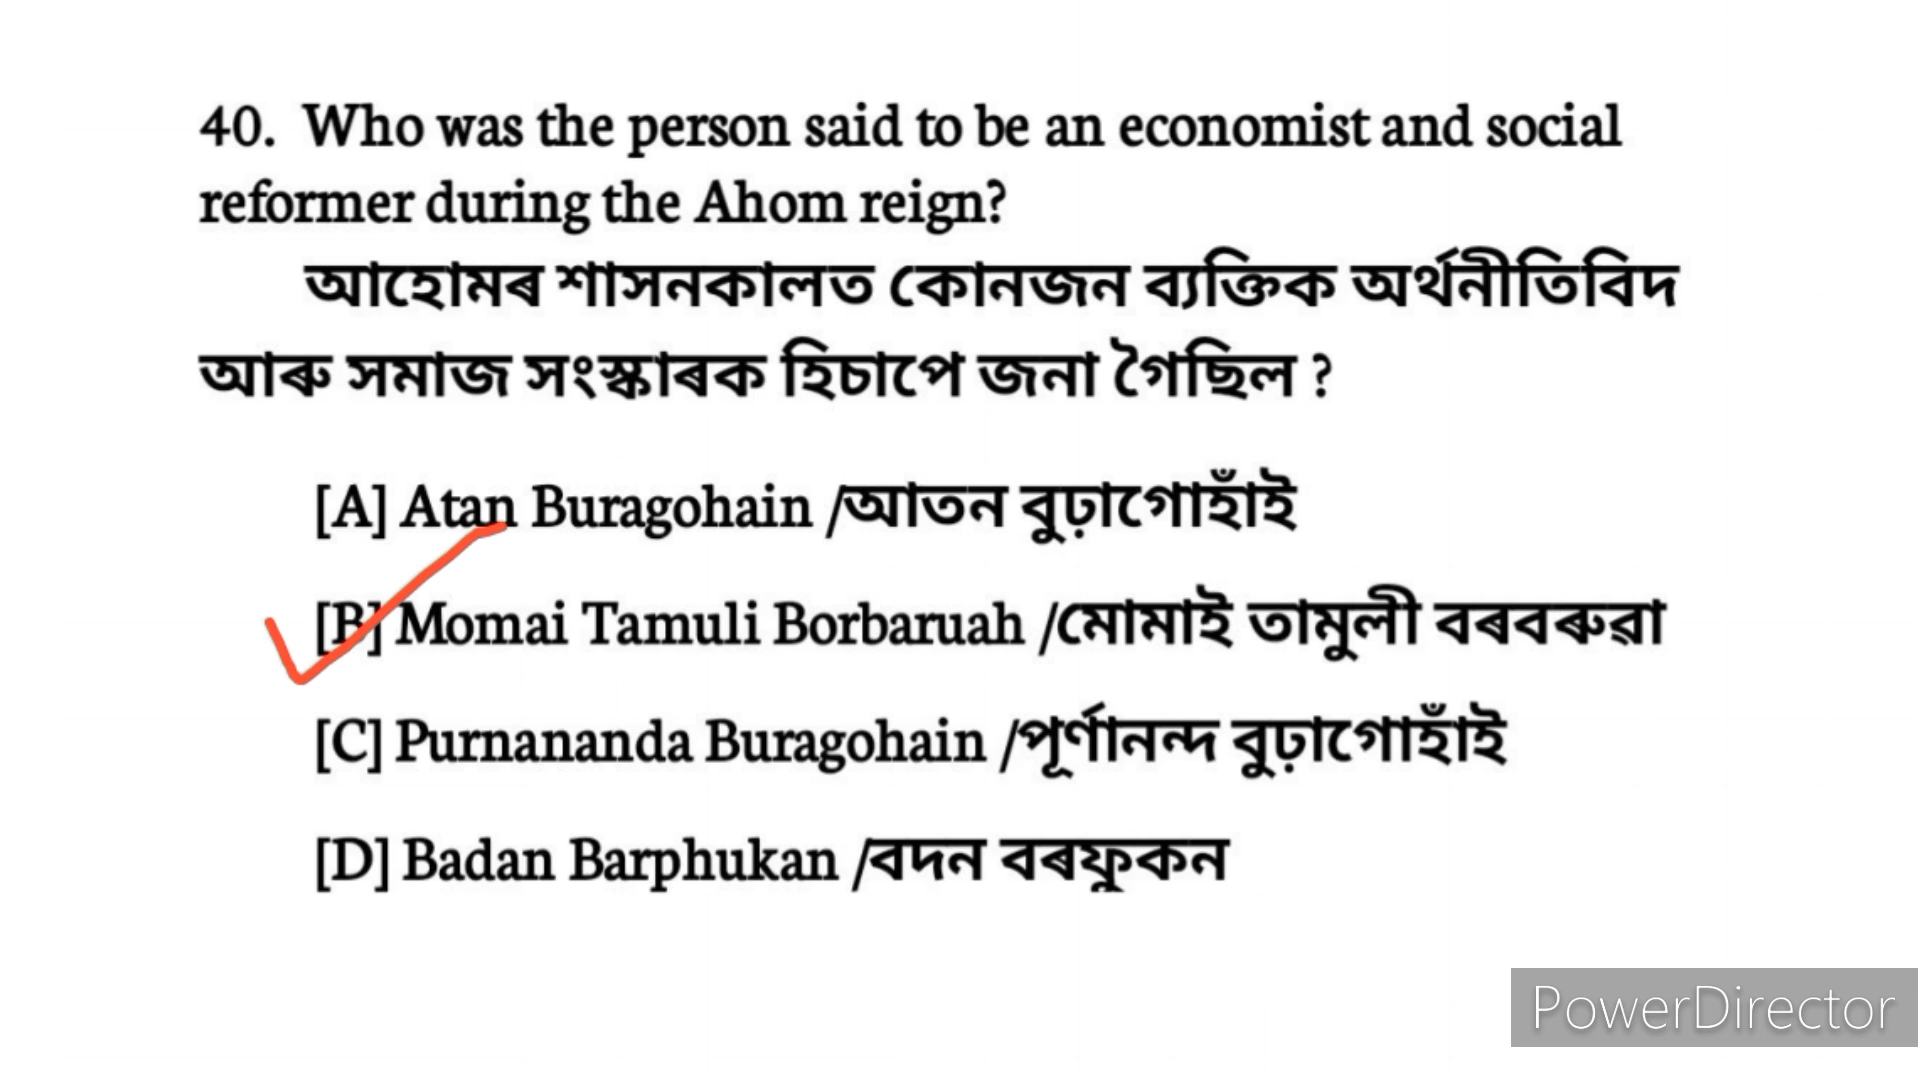 40. Who was the person said to be an economist and social
reformer during the Ahom reign?
আহোমৰ শাসনকালত কোনজন ব্যক্তিক অৰ্থনীতিবিদ
আৰু সমাজ সংস্কাৰক হিচাপে জনা গৈছিল ?
[A] Atan Buragohain /আতন বুঢ়াগোহাঁই
[B] Momai Tamuli Borbaruah /মোমাই তামুলী বৰবৰুৱা
[C] Purnananda Buragohain /পূৰ্ণানন্দ বুঢ়াগোহাঁই
[D] Badan Barphukan /বদন বৰফুকন
PowerDirector